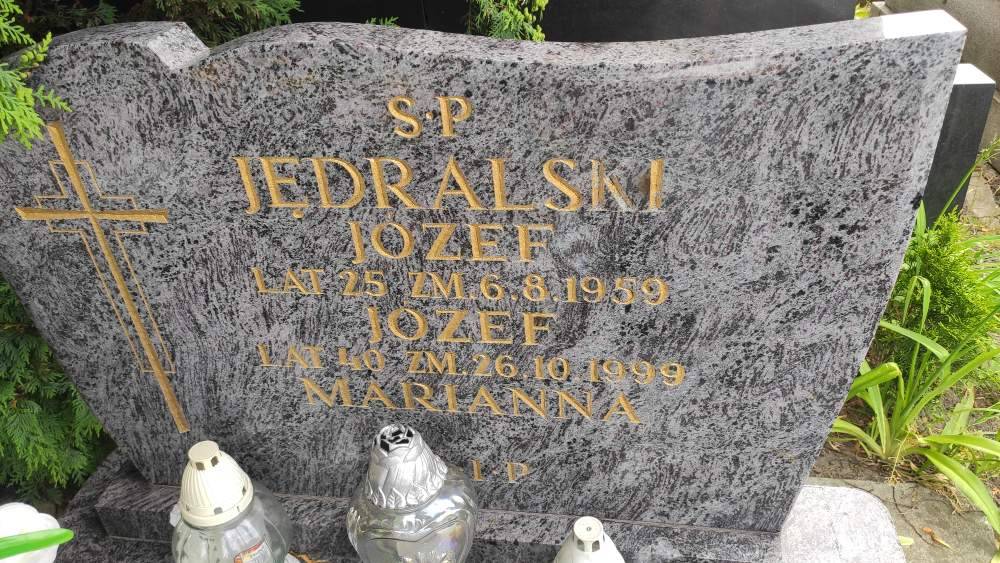 S·P
JĘDRALSKI
JÓZEF
LAT 25 ZM.6.8.1959
JÓZEF
LAT 40 ZM.26.10.1999
MARIANNA
I·P